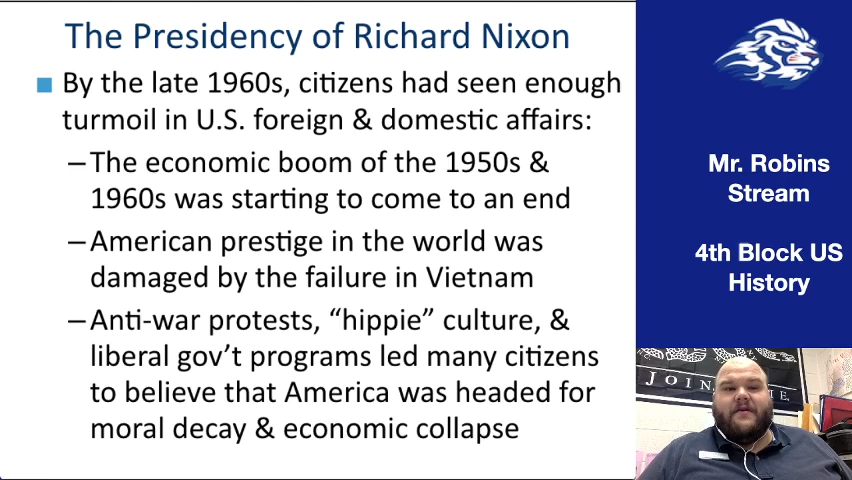 The Presidency of Richard Nixon
By the late 1960s, citizens had seen enough
turmoil in U.S. foreign & domestic affairs:
–The economic boom of the 1950s &
1960s was starting to come to an end
–American prestige in the world was
damaged by the failure in Vietnam
–Anti-war protests, “hippie” culture, &
liberal gov’t programs led many citizens
to believe that America was headed for
moral decay & economic collapse
Mr. Robins
Stream
4th Block US
History
JOIN